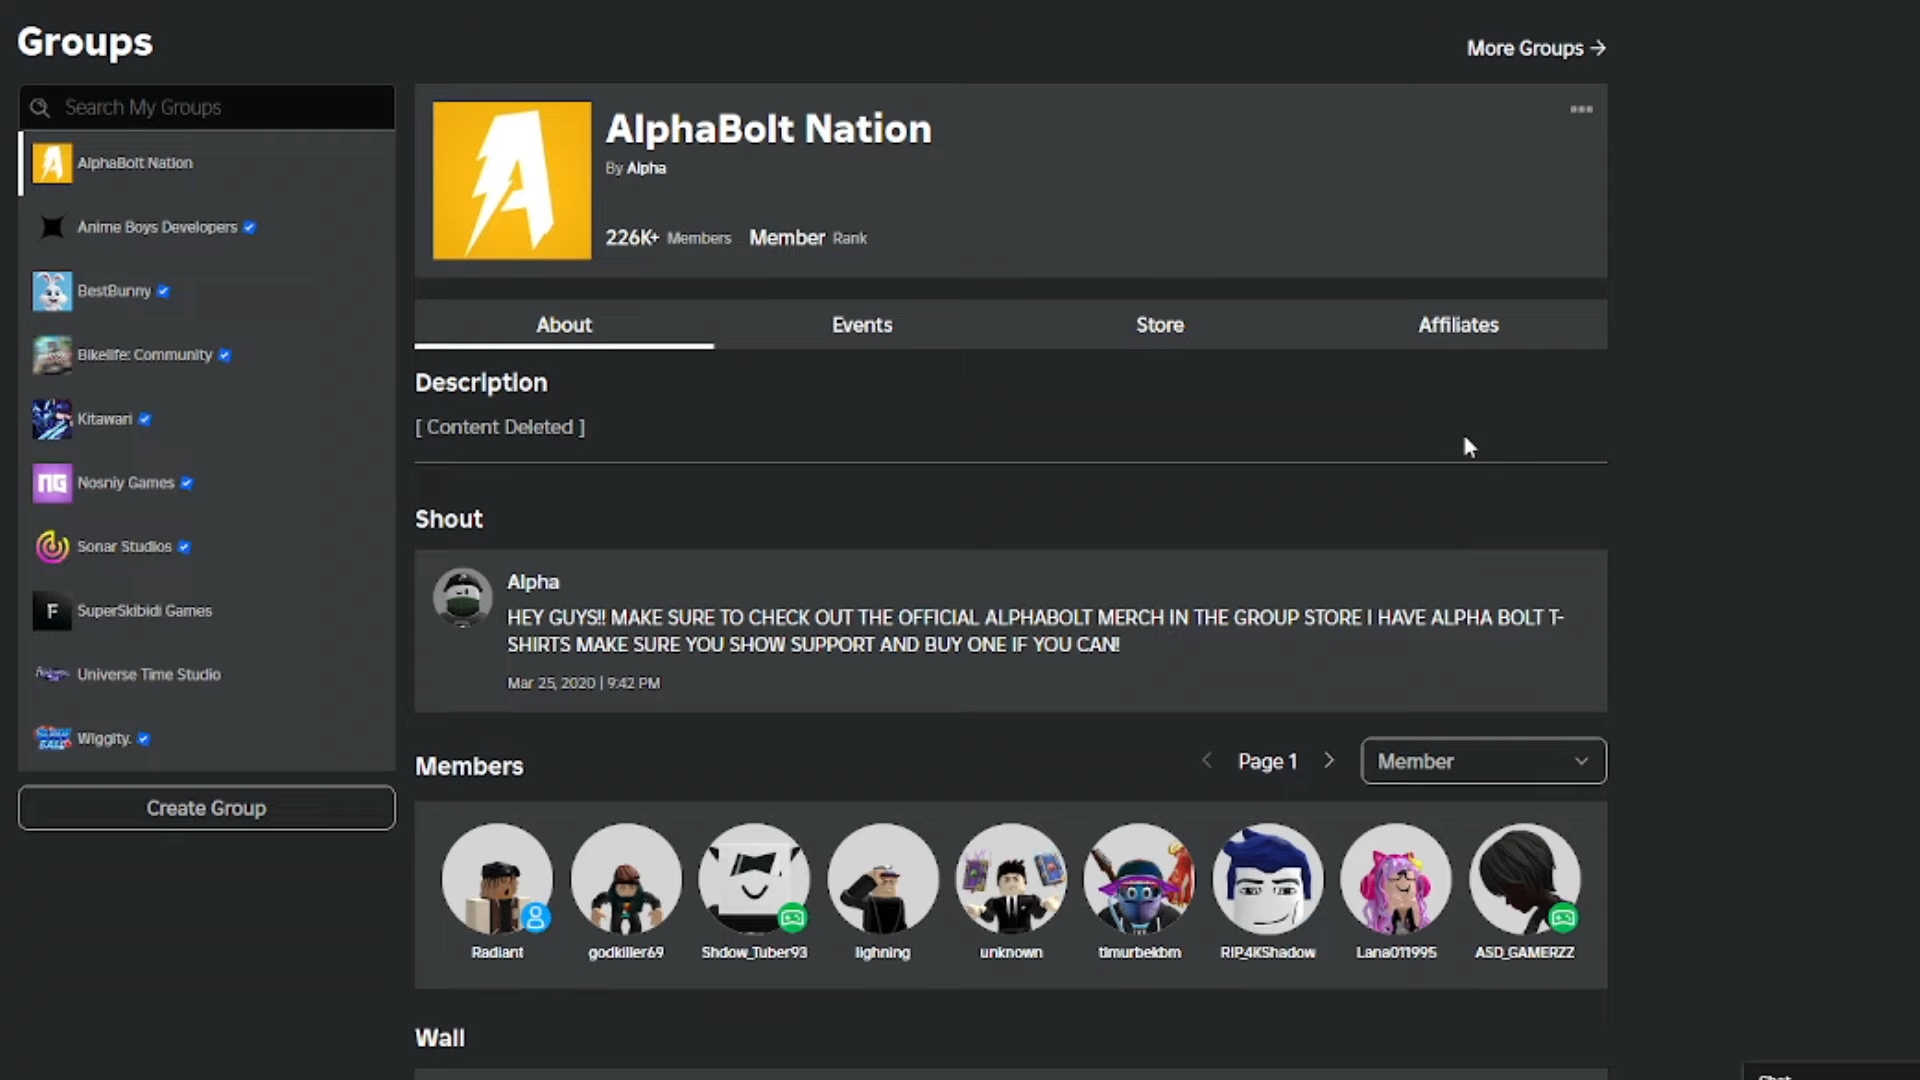 Groups
More Groups →
Search My Groups
AlphaBolt Nation
Anime Boys Developers
BestBunny
Bikelife: Community
Kitawari
NG
Nosniy Games
Sonar Studios
F
SuperSkibidi Games
Universe Time Studio
Wiggity.
Create Group
AlphaBolt Nation
By Alpha
226K+ Members Member Rank
About
Events
Store
Affiliates
Description
[ Content Deleted ]
Shout
Alpha
HEY GUYS!! MAKE SURE TO CHECK OUT THE OFFICIAL ALPHABOLT MERCH IN THE GROUP STORE I HAVE ALPHA BOLT T-
SHIRTS MAKE SURE YOU SHOW SUPPORT AND BUY ONE IF YOU CAN!
Mar 25, 2020 | 9:42 PM
Members
Page 1
Member
Radiant
godkiller69
Shdow_Tuber93
lighning
unknown
timurbekbm
RIP4KShadow
Lana011995
ASD_GAMERZZ
Wall
Chat